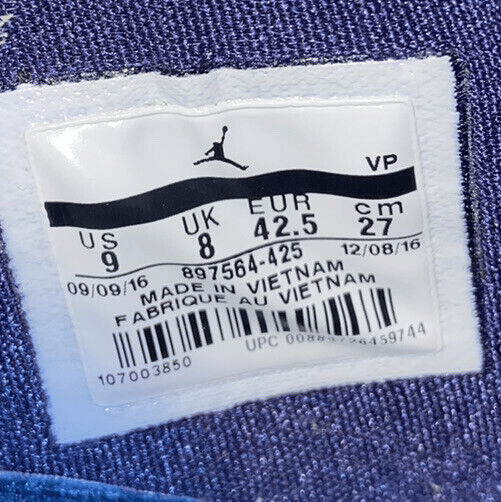 VP
US UK EUR cm
9 8 42.5 27
09/09/16 897564-425 12/08/16
MADE IN VIETNAM
FABRIQUE AU VIETNAM
UPC
107003850